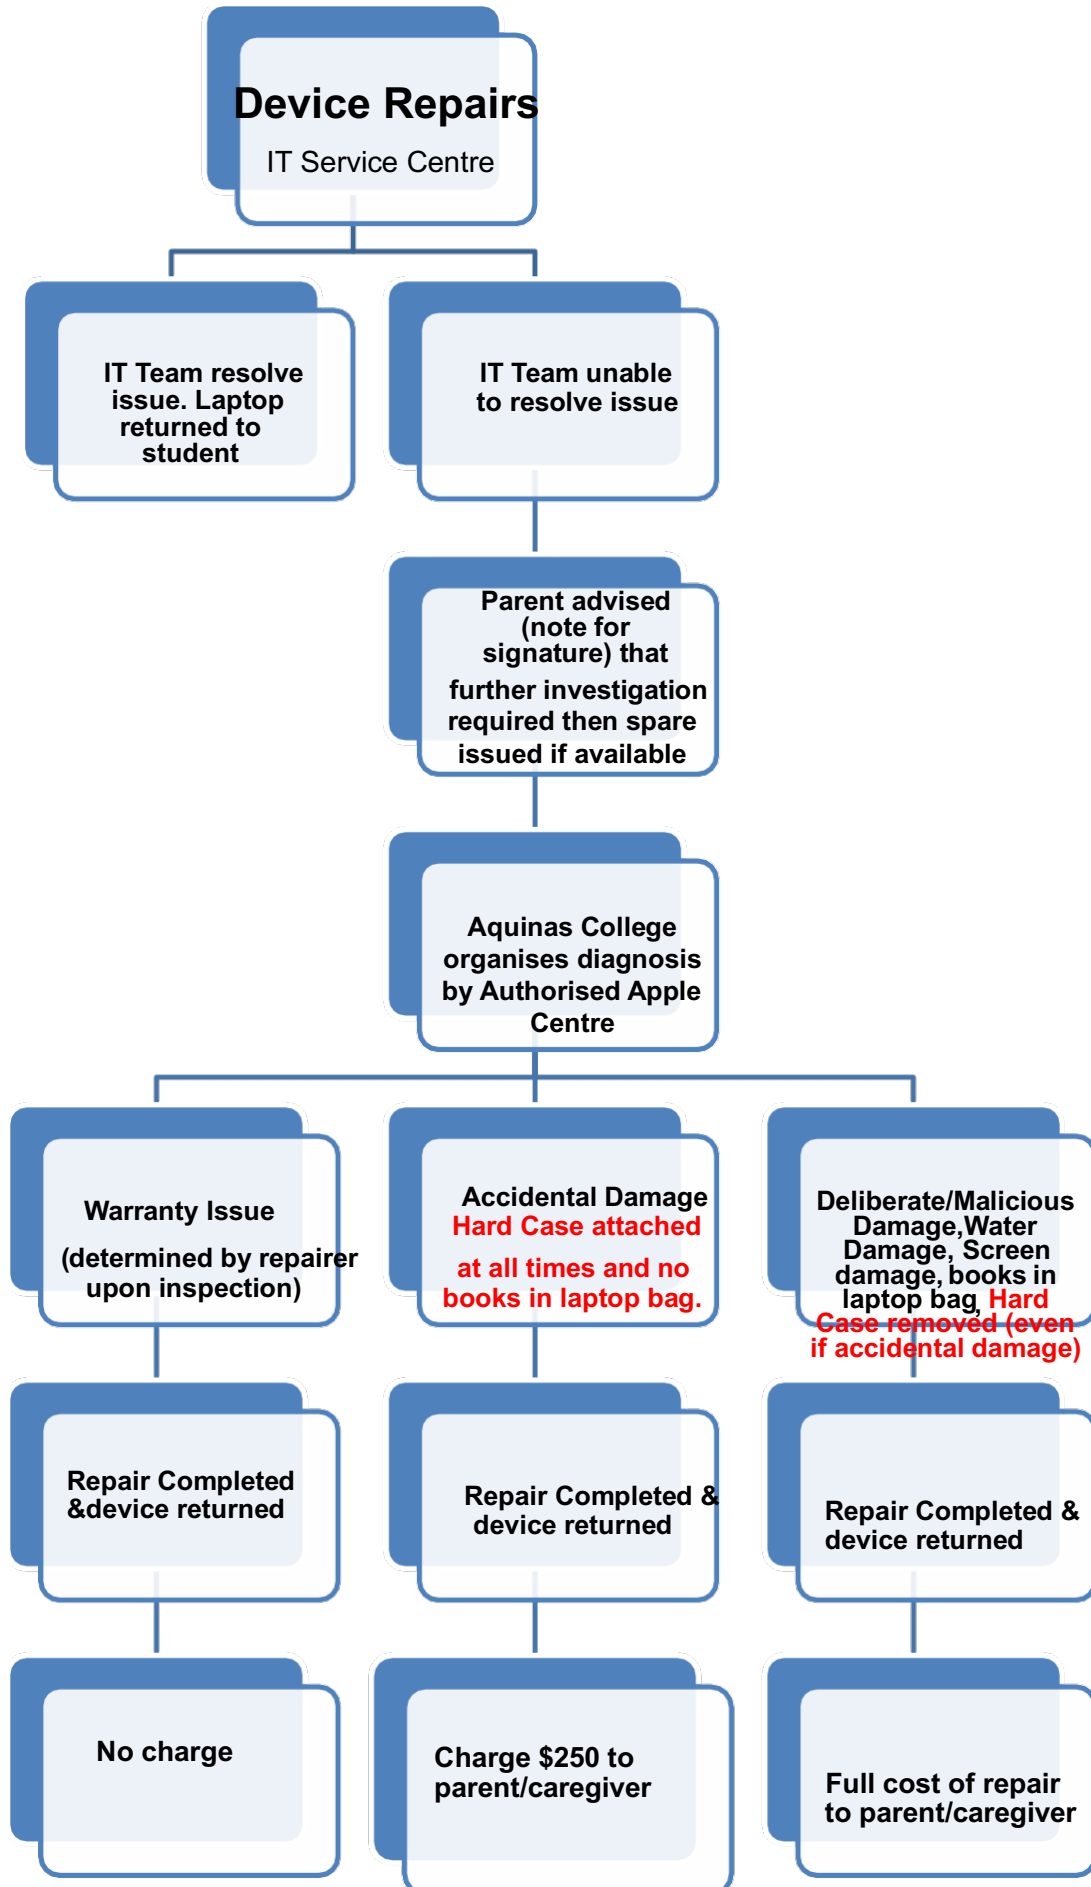 Device Repairs
IT Service Centre
IT Team resolve
issue. Laptop
returned to
student
IT Team unable
to resolve issue
Parent advised
(note for
signature) that
further investigation
required then spare
issued if available
Aquinas College
organises diagnosis
by Authorised Apple
Centre
Warranty Issue
(determined by repairer
upon inspection)
Accidental Damage
Hard Case attached
at all times and no
books in laptop bag.
Deliberate/Malicious
Damage,Water
Damage, Screen
damage, books in
laptop bag, Hard
Case removed (even
if accidental damage)
Repair Completed
&device returned
Repair Completed &
device returned
Repair Completed &
device returned
No charge
Charge $250 to
parent/caregiver
Full cost of repair
to parent/caregiver